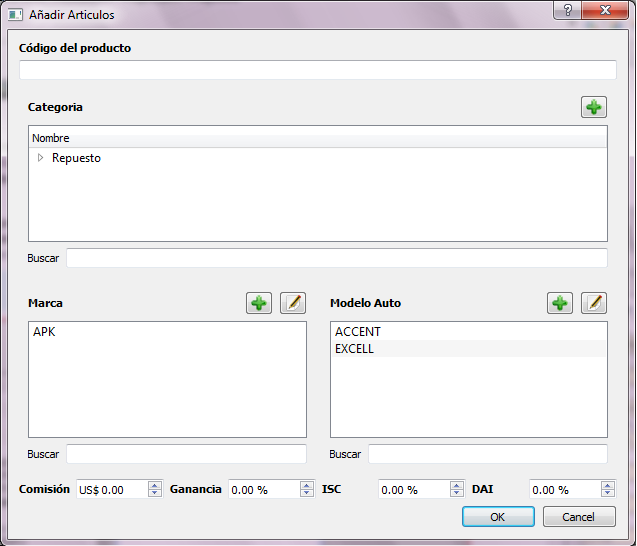 Añadir Articulos
Código del producto
Categoria
Nombre
Repuesto
Buscar
Marca
Modelo Auto
APK
ACCENT
EXCELL
Buscar
Buscar
Comisión US$ 0.00 Ganancia 0.00 % ISC 0.00 % DAI 0.00 %
OK Cancel